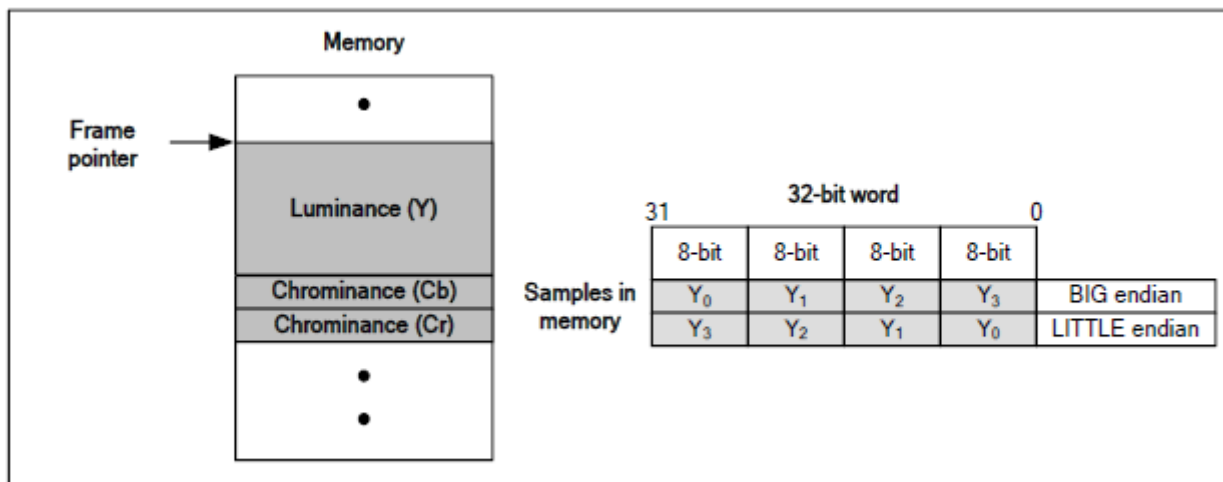 Memory
Frame
pointer
Luminance (Y)
Chrominance (Cb)
Chrominance (Cr)
32-bit word
31 0
8-bit 8-bit 8-bit 8-bit
Samples in
memory
Y₀ Y₁ Y₂ Y₃ BIG endian
Y₃ Y₂ Y₁ Y₀ LITTLE endian